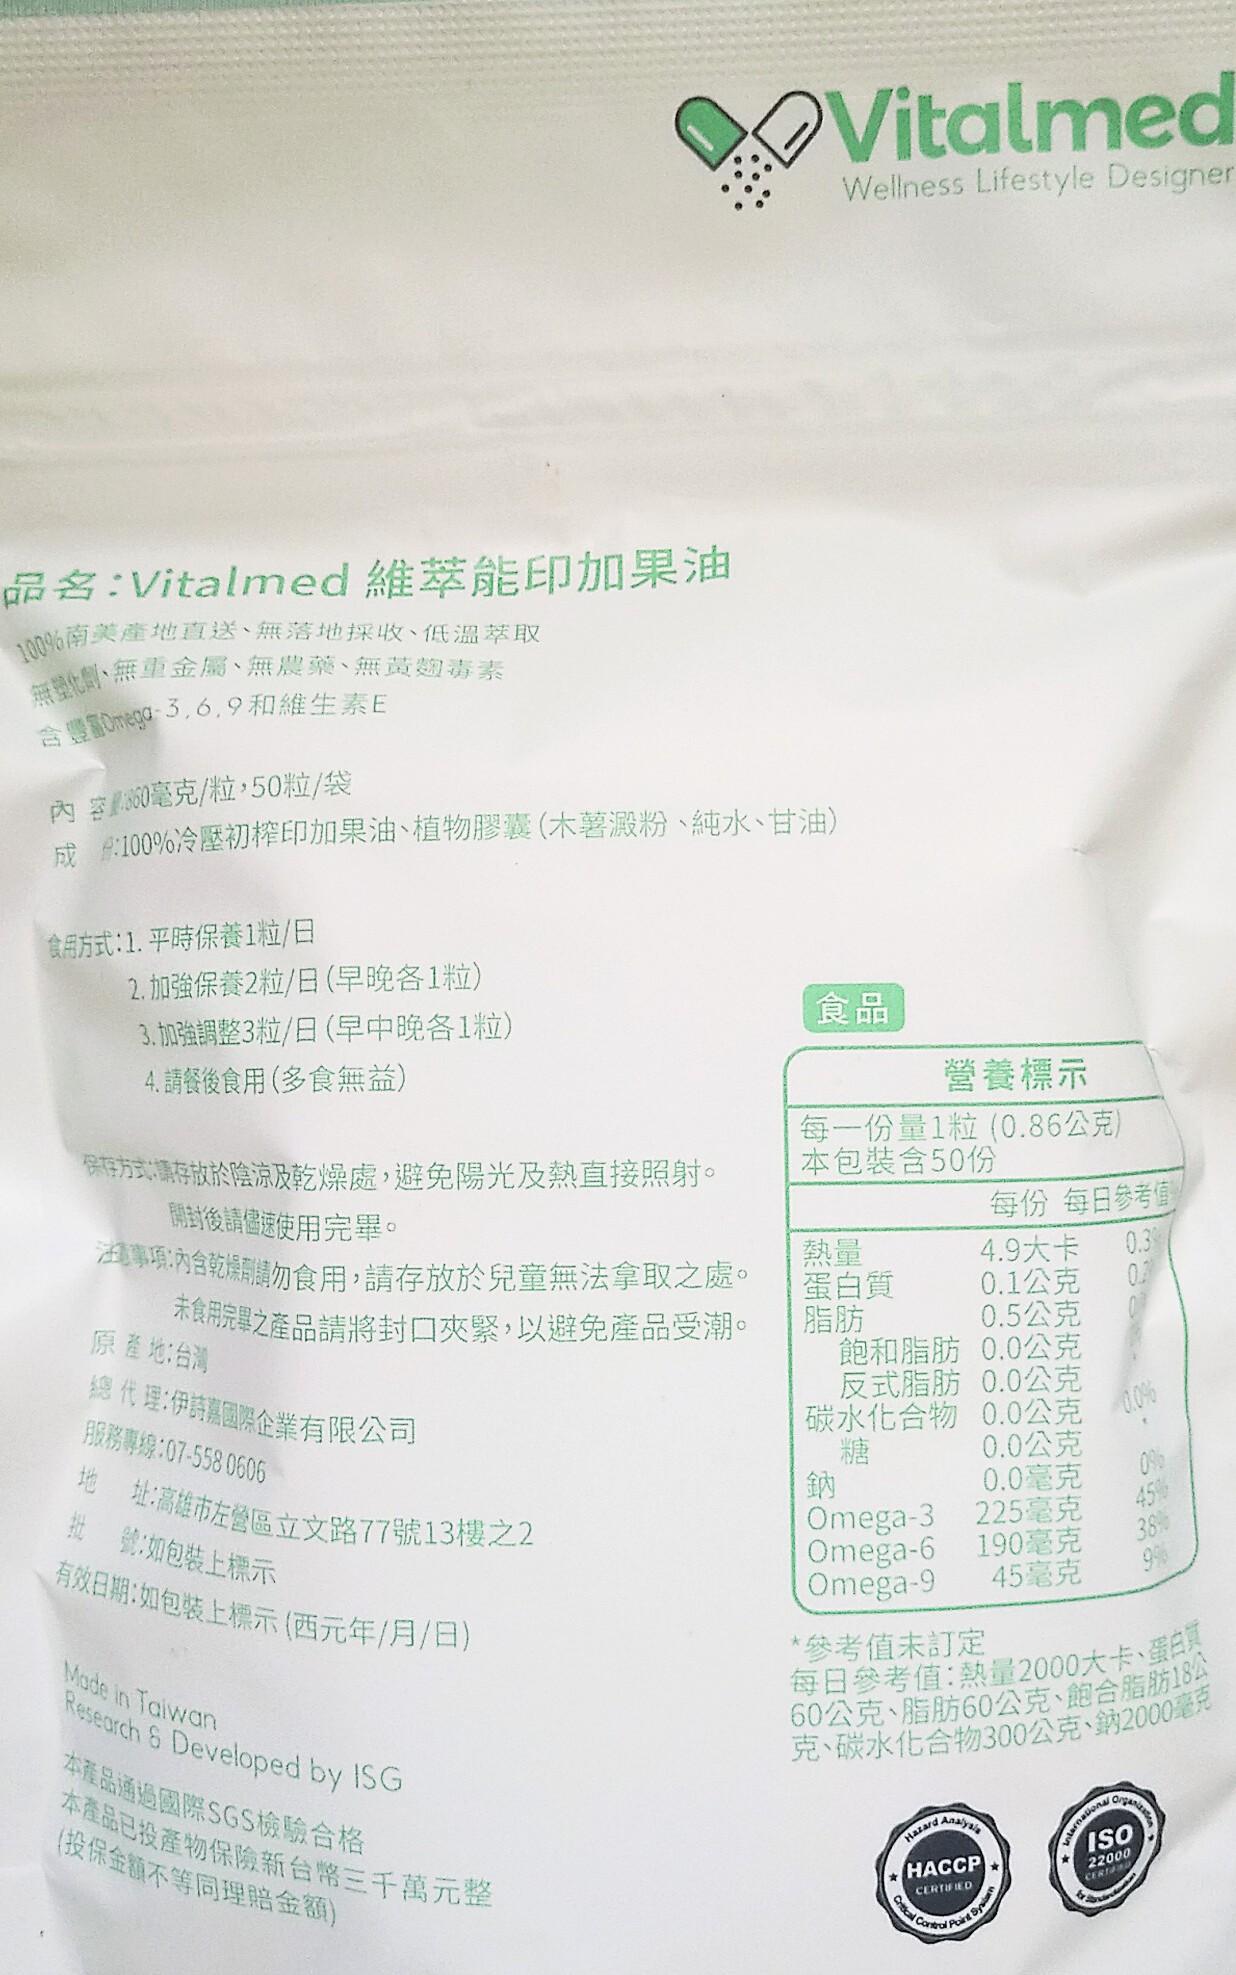 Vitalmed
Wellness Lifestyle Designer
品名:Vitalmed 維萃能印加果油
100%南美產地直送、無落地採收、低溫萃取
無塑化劑、無重金屬、無農藥、無黃麴毒素
含豐富Omega-3,6,9和維生素E
內 容 量:860毫克/粒,50粒/袋
成 份:100%冷壓初榨印加果油、植物膠囊(木薯澱粉、純水、甘油)
食用方式:1. 平時保養1粒/日
2. 加強保養2粒/日(早晚各1粒)
3. 加強調整3粒/日(早中晚各1粒)
4. 請餐後食用(多食無益)
保存方式:請存放於陰涼及乾燥處,避免陽光及熱直接照射。
開封後請儘速使用完畢。
注意事項:內含乾燥劑請勿食用,請存放於兒童無法拿取之處。
未食用完畢之產品請將封口夾緊,以避免產品受潮。
原 產 地:台灣
總 代 理:伊詩嘉國際企業有限公司
服務專線:07-558 0606
地 址:高雄市左營區立文路77號13樓之2
批 號:如包裝上標示
有效日期:如包裝上標示(西元年/月/日)
Made in Taiwan
Research & Developed by ISG
本產品通過國際SGS檢驗合格
本產品已投產物保險新台幣三千萬元整
(投保金額不等同理賠金額)
食品
營養標示
每一份量1粒 (0.86公克)
本包裝含50份
每份 每日參考值
熱量 4.9大卡
蛋白質 0.1公克
脂肪 0.5公克
飽和脂肪 0.0公克
反式脂肪 0.0公克
碳水化合物 0.0公克 0.0%
糖 0.0公克 *
鈉 0.0毫克 0%
Omega-3 225毫克 45%
Omega-6 190毫克 38%
Omega-9 45毫克 9%
*參考值未訂定
每日參考值:熱量2000大卡、蛋白質
60公克、脂肪60公克、飽合脂肪18公
克、碳水化合物300公克、鈉2000毫克
Hazard Analysis
HACCP
CERTIFIED
Critical Control Point System
International Organization
ISO
22000
CERTIFIED